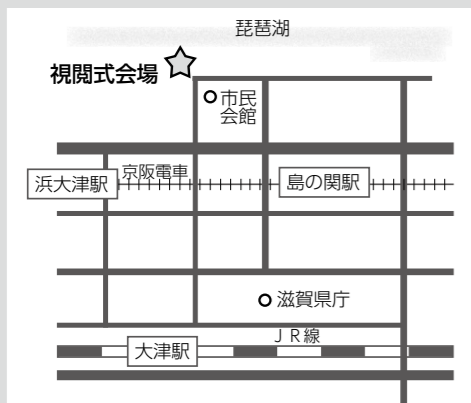 琵琶湖
視閲式会場
市民
会館
京阪電車
浜大津駅
島の関駅
滋賀県庁
JR線
大津駅